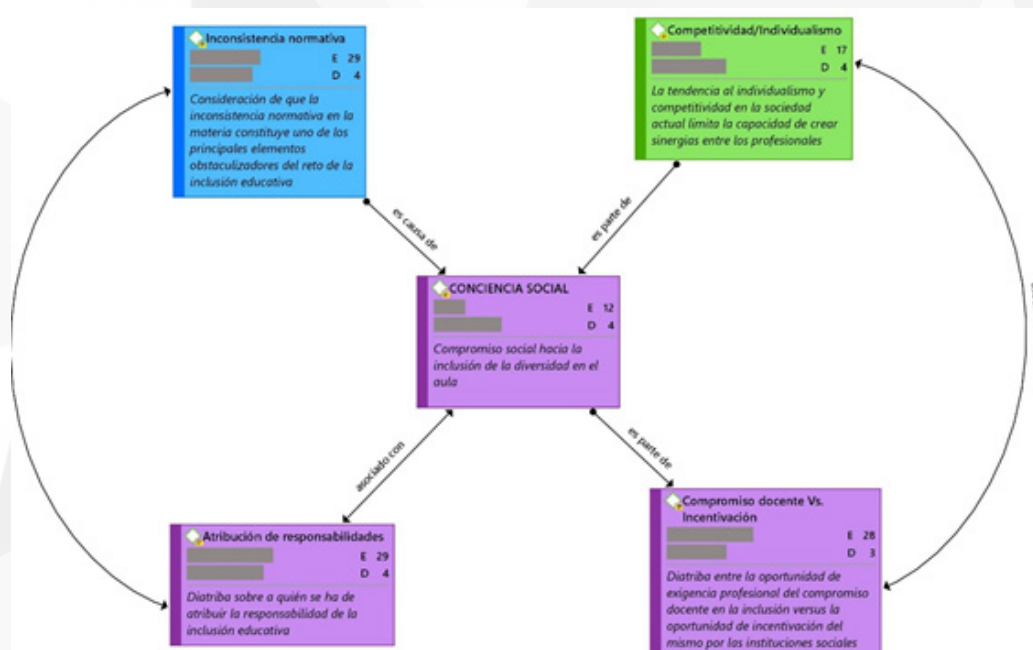 Inconsistencia normativa
E 29
D 4
Consideración de que la
inconsistencia normativa en la
materia constituye uno de los
principales elementos
obstaculizadores del reto de la
inclusión educativa
Competitividad/Individualismo
E 17
D 4
La tendencia al individualismo y
competitividad en la sociedad
actual limita la capacidad de crear
sinergias entre los profesionales
es causa de
es parte de
CONCIENCIA SOCIAL
E 12
D 4
Compromiso social hacia la
inclusión de la diversidad en el
aula
asociado con
es parte de
Atribución de responsabilidades
E 29
D 4
Diatriba sobre a quién se ha de
atribuir la responsabilidad de la
inclusión educativa
Compromiso docente Vs.
Incentivación
E 28
D 3
Diatriba entre la oportunidad de
exigencia profesional del compromiso
docente en la inclusión versus la
oportunidad de incentivación del
mismo por las instituciones sociales